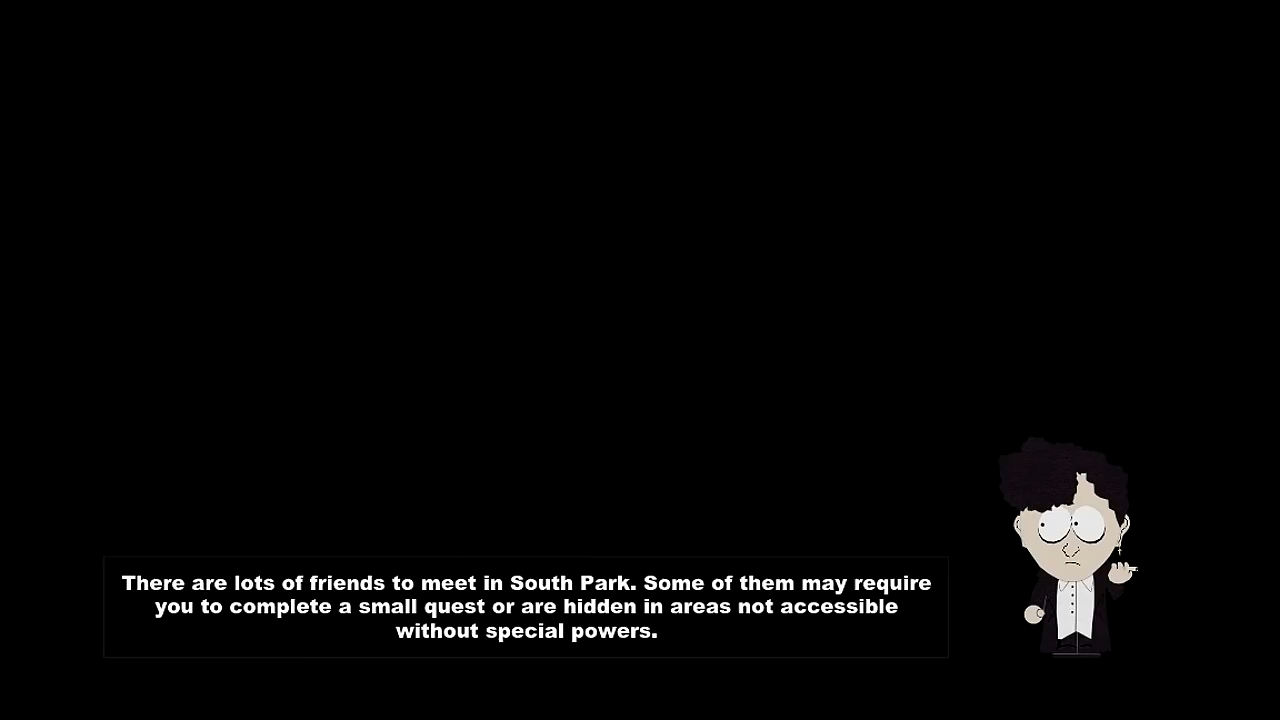 There are lots of friends to meet in South Park. Some of them may require
you to complete a small quest or are hidden in areas not accessible
without special powers.